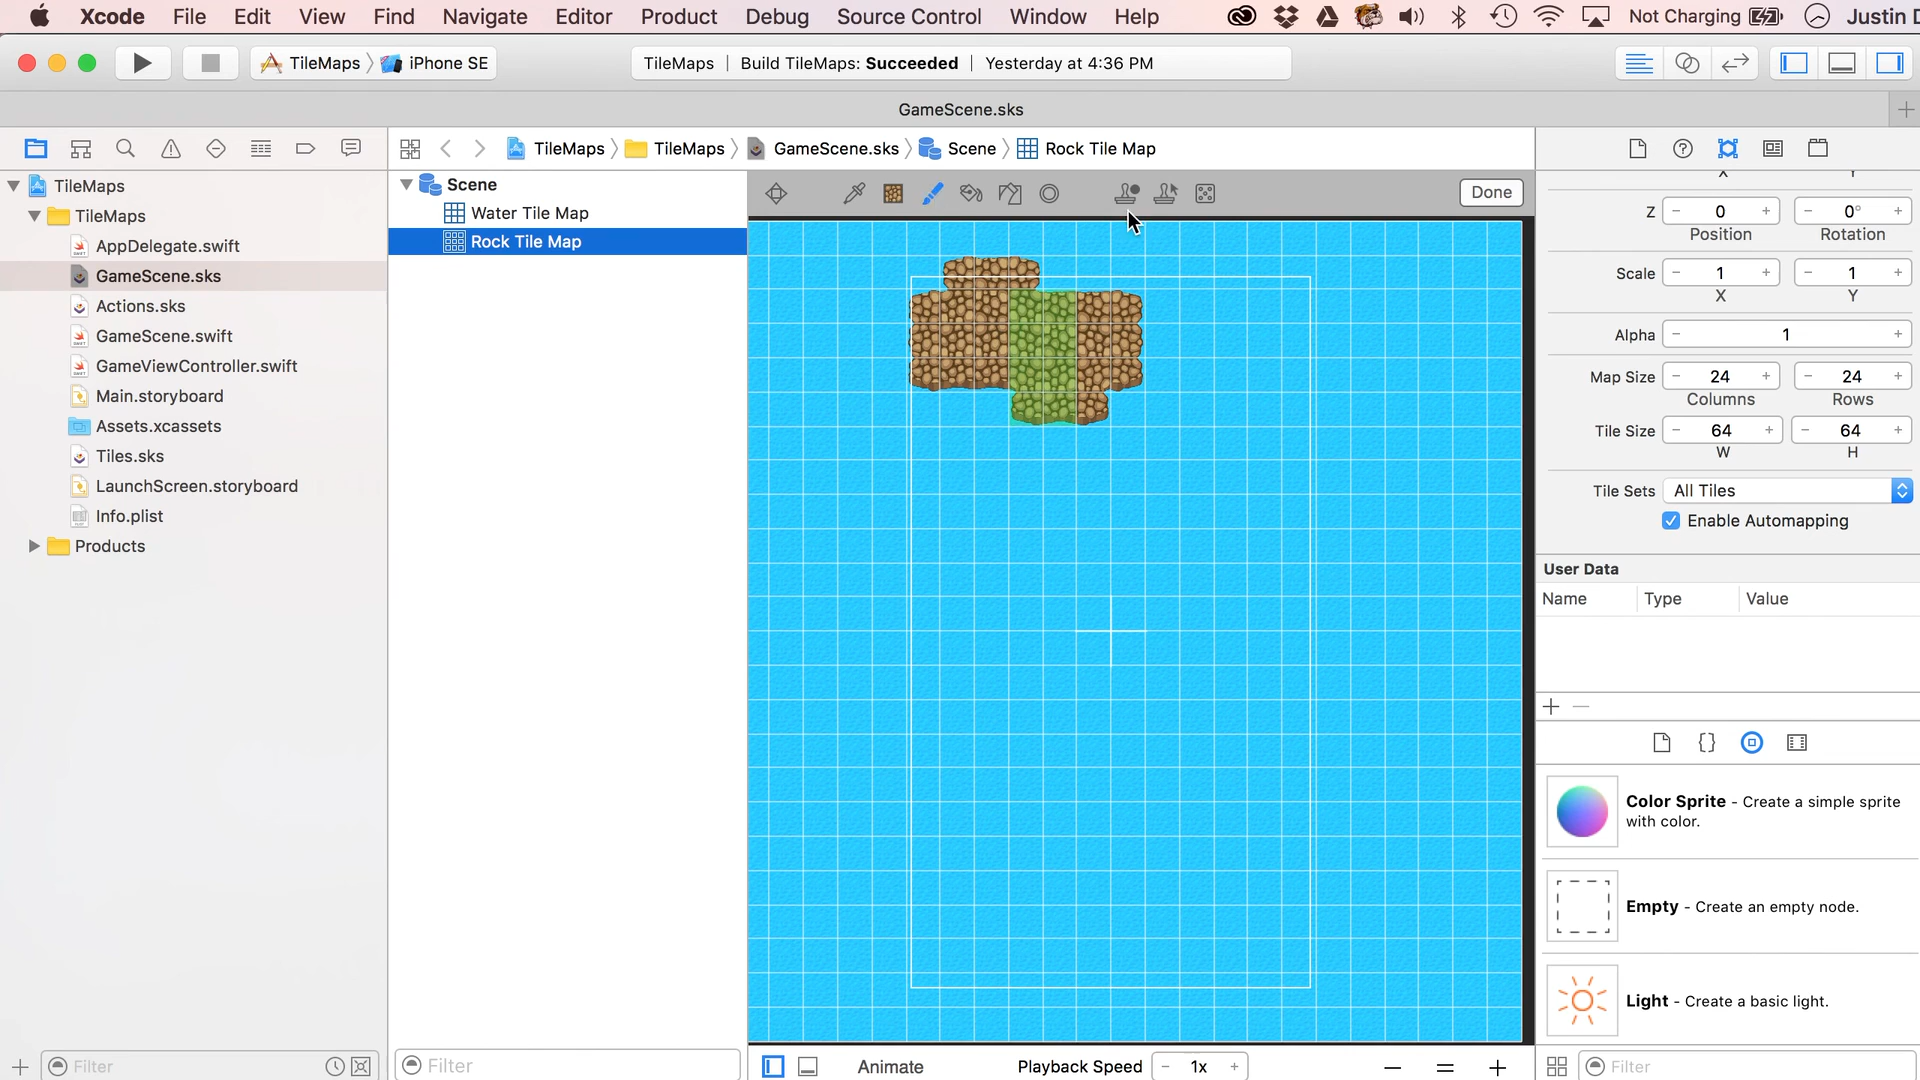 Xcode File Edit View Find Navigate Editor Product Debug Source Control Window Help Not Charging Justin D
TileMaps iPhone SE TileMaps Build TileMaps: Succeeded Yesterday at 4:36 PM
GameScene.sks
TileMaps TileMaps GameScene.sks Scene Rock Tile Map
TileMaps
TileMaps
AppDelegate.swift
GameScene.sks
Actions.sks
GameScene.swift
GameViewController.swift
Main.storyboard
Assets.xcassets
Tiles.sks
LaunchScreen.storyboard
Info.plist
Products
Filter
Scene
Water Tile Map
Rock Tile Map
Filter
Done
Animate Playback Speed − 1x +
X Y
Z − 0 + − 0° +
Position Rotation
Scale − 1 + − 1 +
X Y
Alpha − 1 +
Map Size − 24 + − 24 +
Columns Rows
Tile Size − 64 + − 64 +
W H
Tile Sets All Tiles
Enable Automapping
User Data
Name Type Value
Color Sprite - Create a simple sprite
with color.
Empty - Create an empty node.
Light - Create a basic light.
Filter